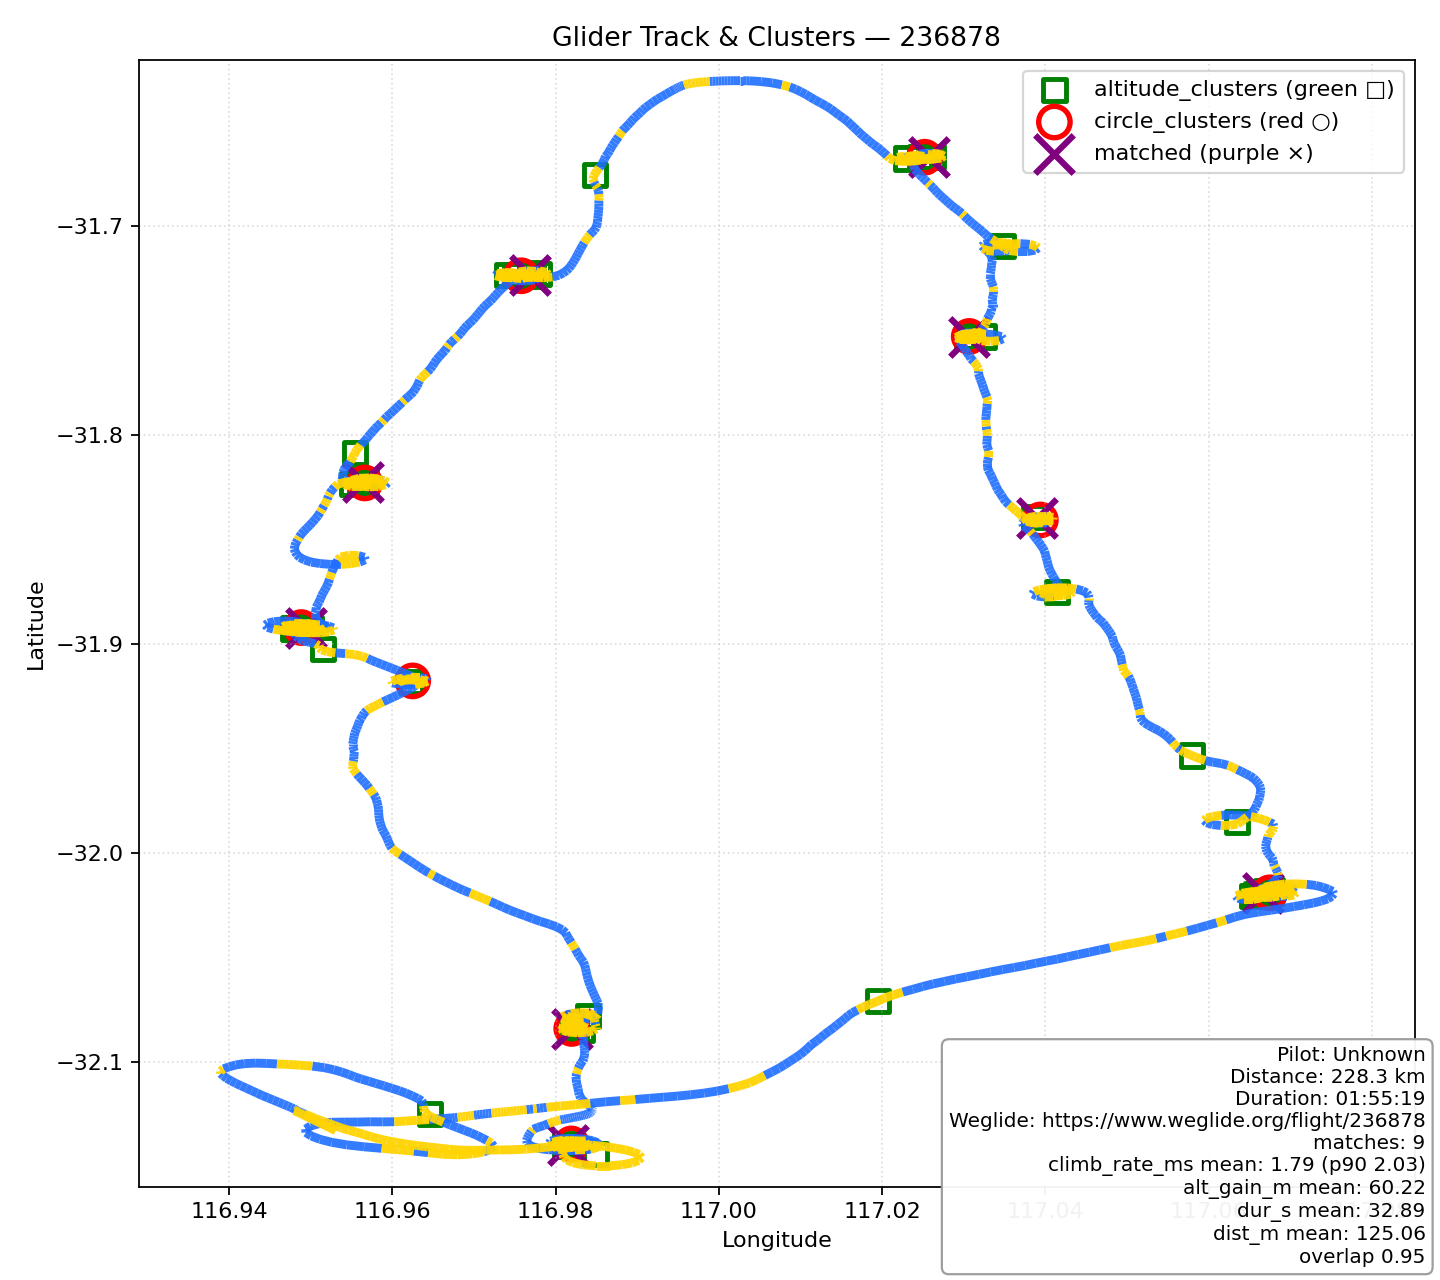 Glider Track & Clusters — 236878
altitude_clusters (green □)
circle_clusters (red ○)
matched (purple ×)
Latitude
−31.7
−31.8
−31.9
−32.0
−32.1
116.94
116.96
116.98
117.00
117.02
117.04
Longitude
Pilot: Unknown
Distance: 228.3 km
Duration: 01:55:19
Weglide: https://www.weglide.org/flight/236878
matches: 9
climb_rate_ms mean: 1.79 (p90 2.03)
alt_gain_m mean: 60.22
dur_s mean: 32.89
dist_m mean: 125.06
overlap 0.95